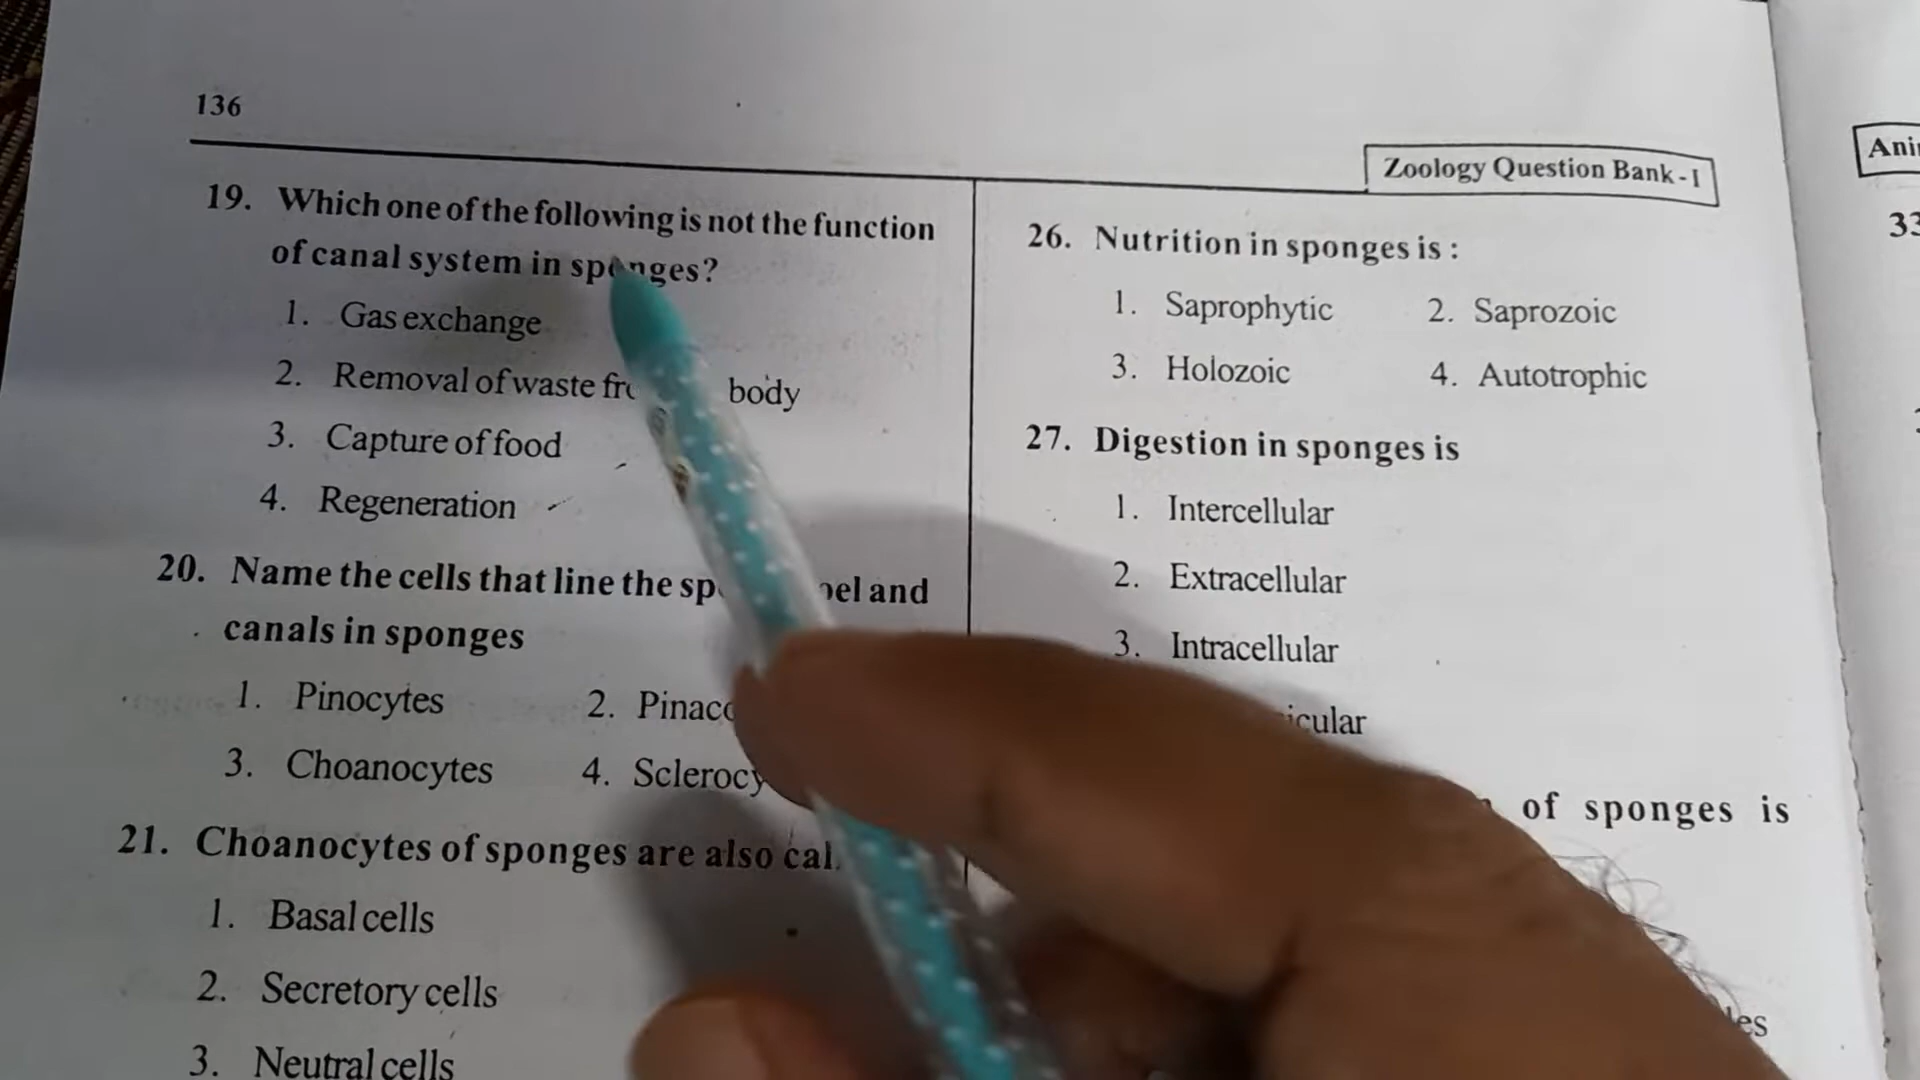 136
Zoology Question Bank - I
19. Which one of the following is not the function
of canal system in sponges?
1. Gas exchange
2. Removal of waste body
3. Capture of food
4. Regeneration
20. Name the cells that line the and
canals in sponges
1. Pinocytes 2.
3. Choanocytes 4.
21. Choanocytes of sponges are also
1. Basal cells
2. Secretory cells
3. Neutral cells
26. Nutrition in sponges is :
1. Saprophytic 2. Saprozoic
3. Holozoic 4. Autotrophic
27. Digestion in sponges is
1. Intercellular
2. Extracellular
3. Intracellular
of sponges is
33